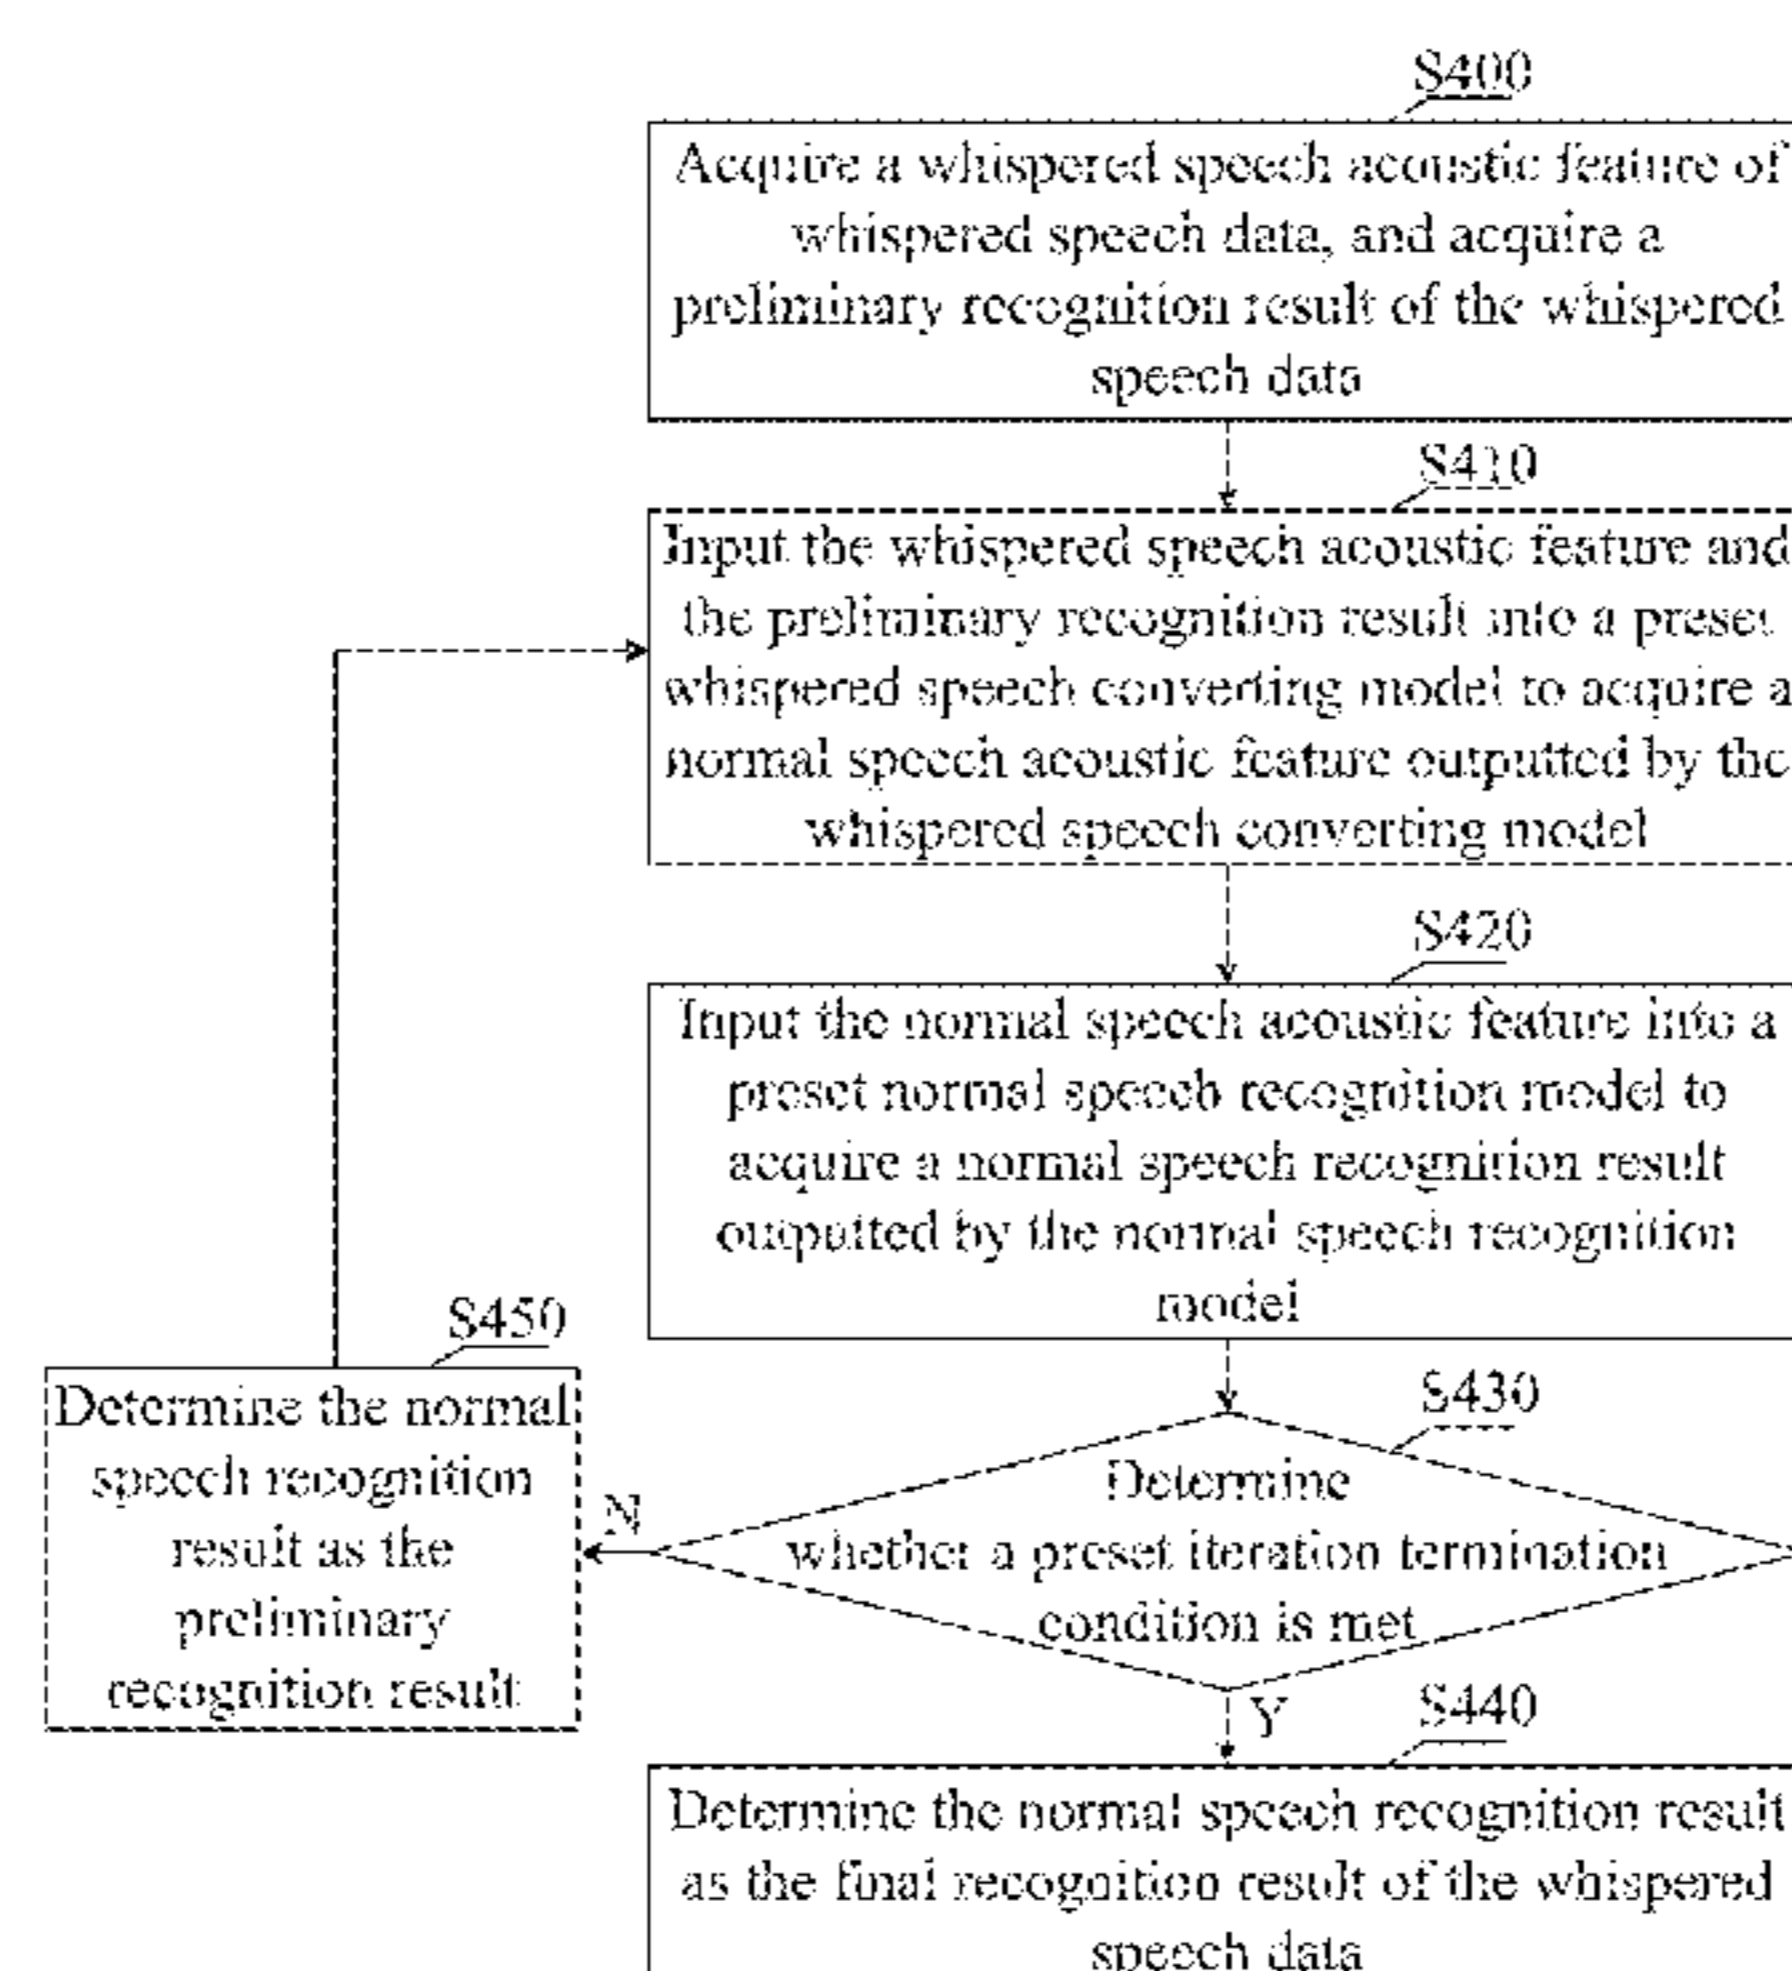 S400
Acquire a whispered speech acoustic feature of
whispered speech data, and acquire a
preliminary recognition result of the whispered
speech data
S410
Input the whispered speech acoustic feature and
the preliminary recognition result into a preset
whispered speech converting model to acquire a
normal speech acoustic feature outputted by the
whispered speech converting model
S420
Input the normal speech acoustic feature into a
preset normal speech recognition model to
acquire a normal speech recognition result
outputted by the normal speech recognition
model
S430
Determine
whether a preset iteration termination
condition is met
N
S450
Determine the normal
speech recognition
result as the
preliminary
recognition result
Y
S440
Determine the normal speech recognition result
as the final recognition result of the whispered
speech data